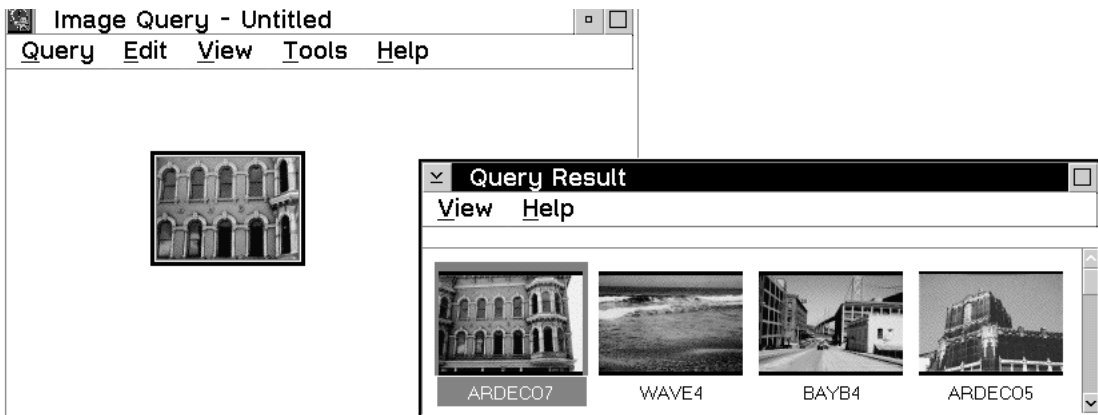 Image Query - Untitled
Query Edit View Tools Help
Query Result
View Help
ARDECO7 WAVE4 BAYB4 ARDECO5